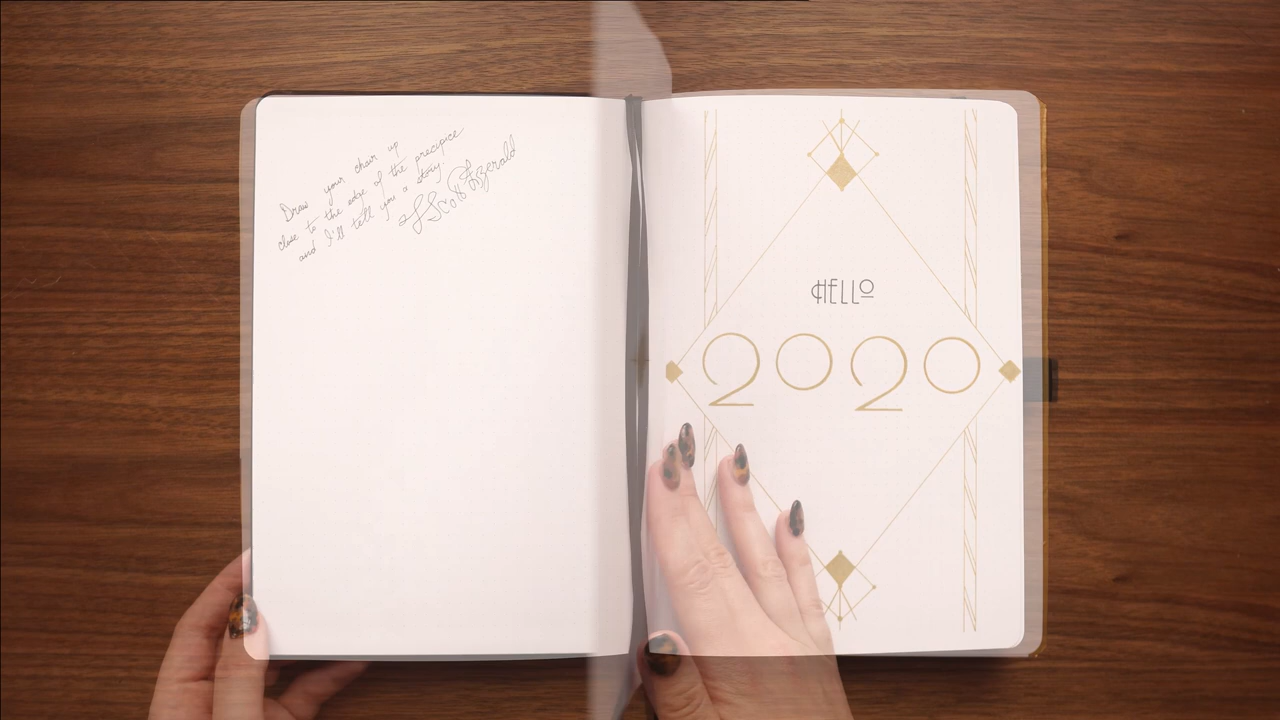 Draw your chair up
close to the edge of the precipice
and I'll tell you a story
F Scott Fitzgerald
HELLO
2020